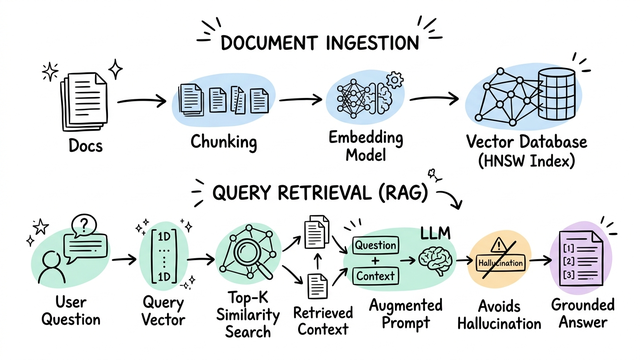 DOCUMENT INGESTION
Docs
Chunking
Embedding
Model
Vector Database
(HNSW Index)
QUERY RETRIEVAL (RAG)
?
User
Question
1D
1D
Query
Vector
Top-K
Similarity
Search
Retrieved
Context
Question
+
Context
LLM
Augmented
Prompt
Hallucination
Avoids
Hallucination
[1]
[2]
[3]
Grounded
Answer